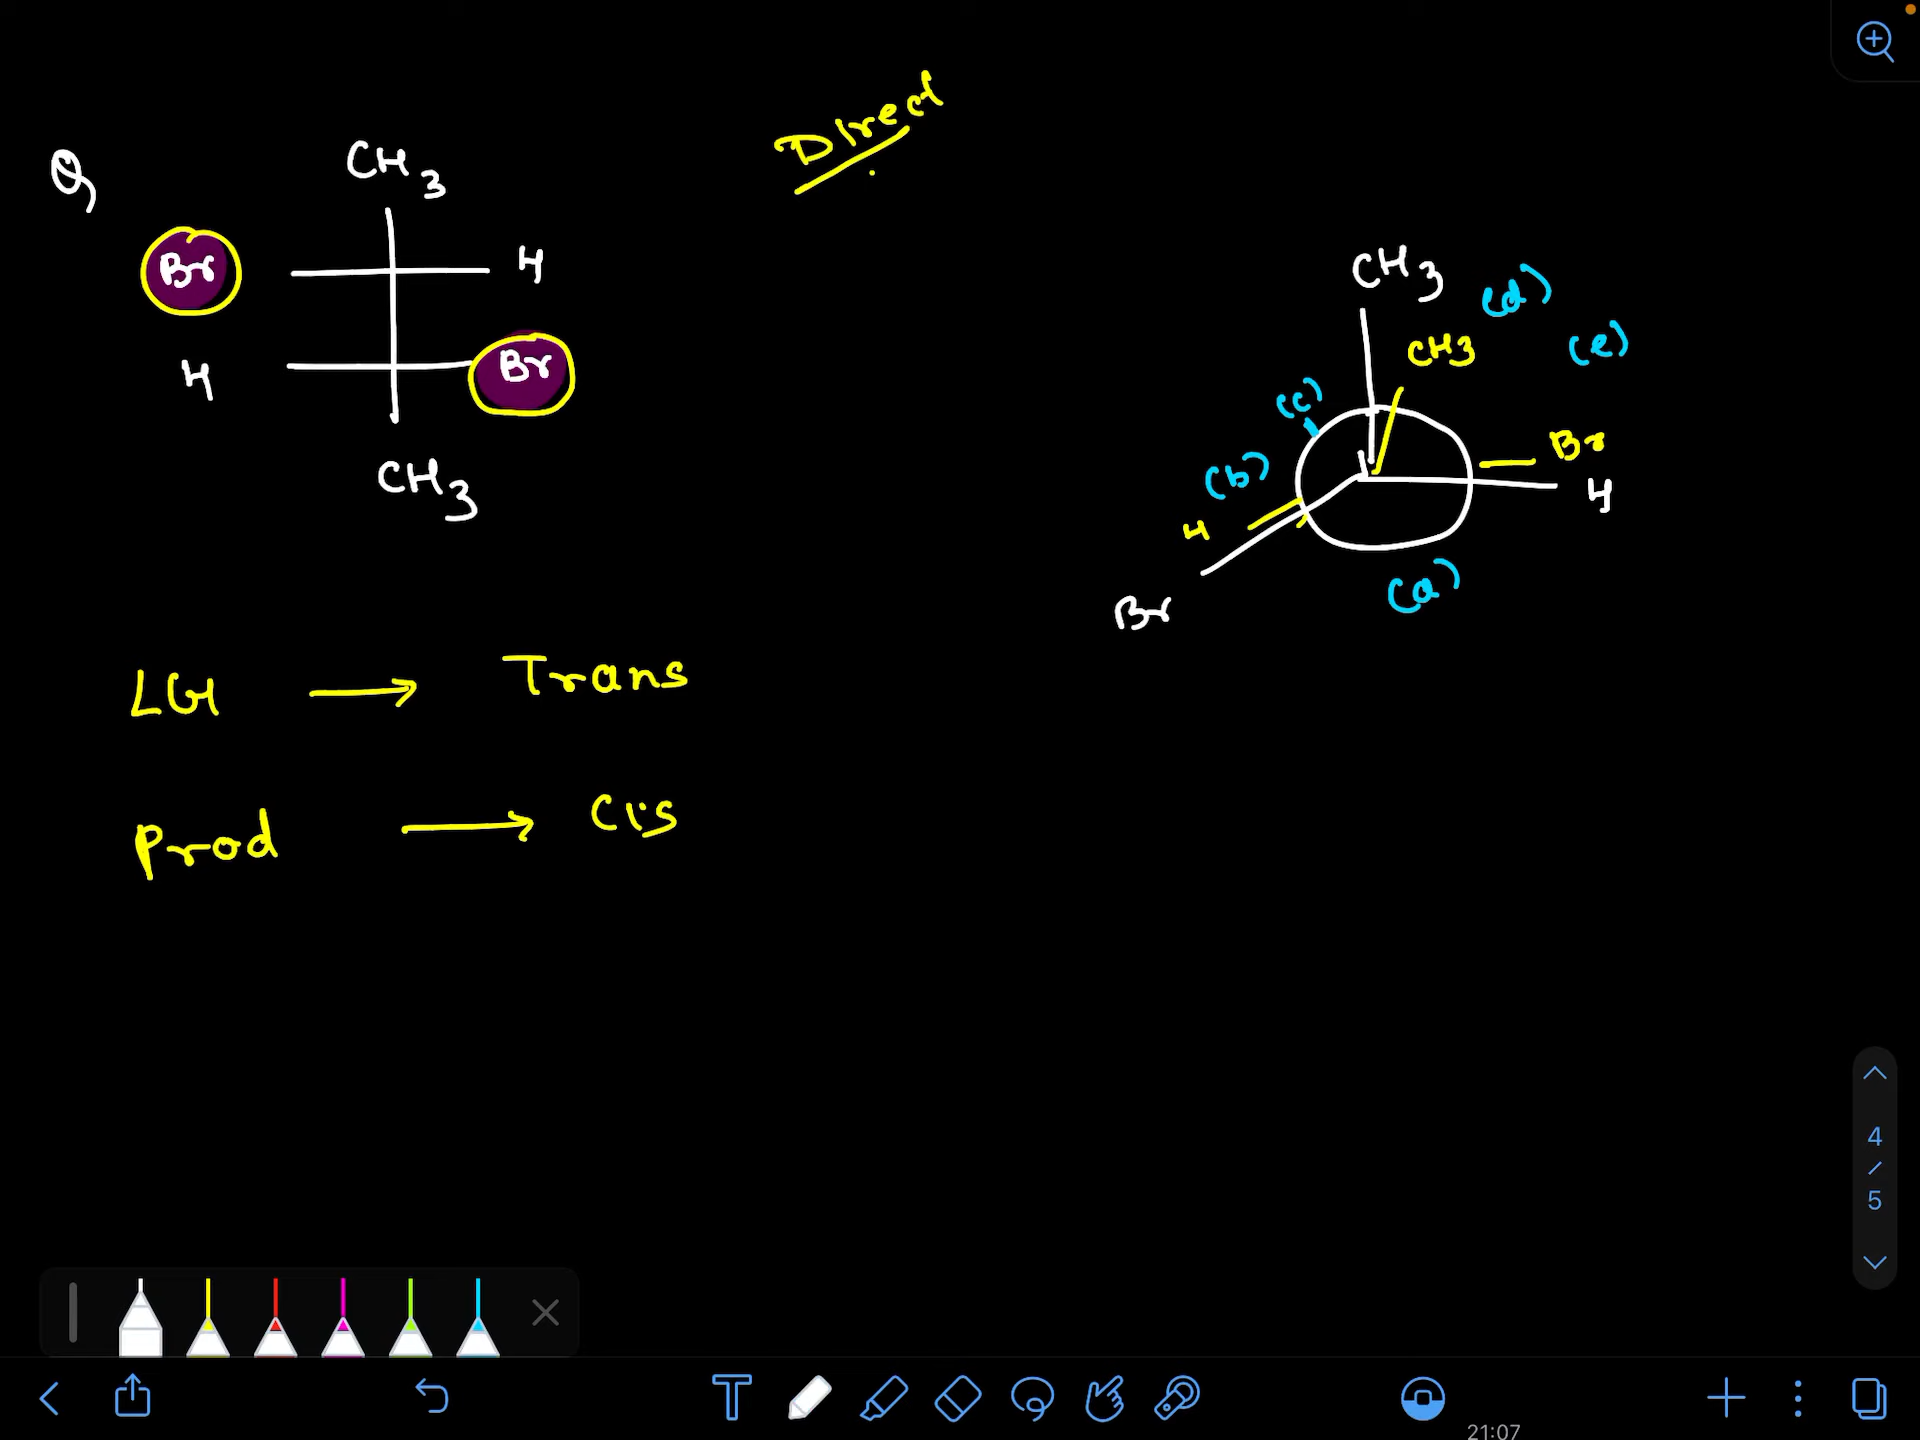 Q
CH3
Br H
H Br
CH3
Direct
LG → Trans
Prod → Cis
CH3
(d)
CH3
(e)
(c)
Br
(b)
H
H
(a)
Br
4
/
5
T
21:07